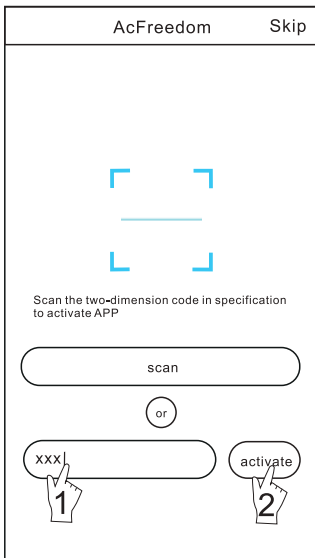 AcFreedom Skip
Scan the two-dimension code in specification
to activate APP
scan
or
xxx activate
1 2